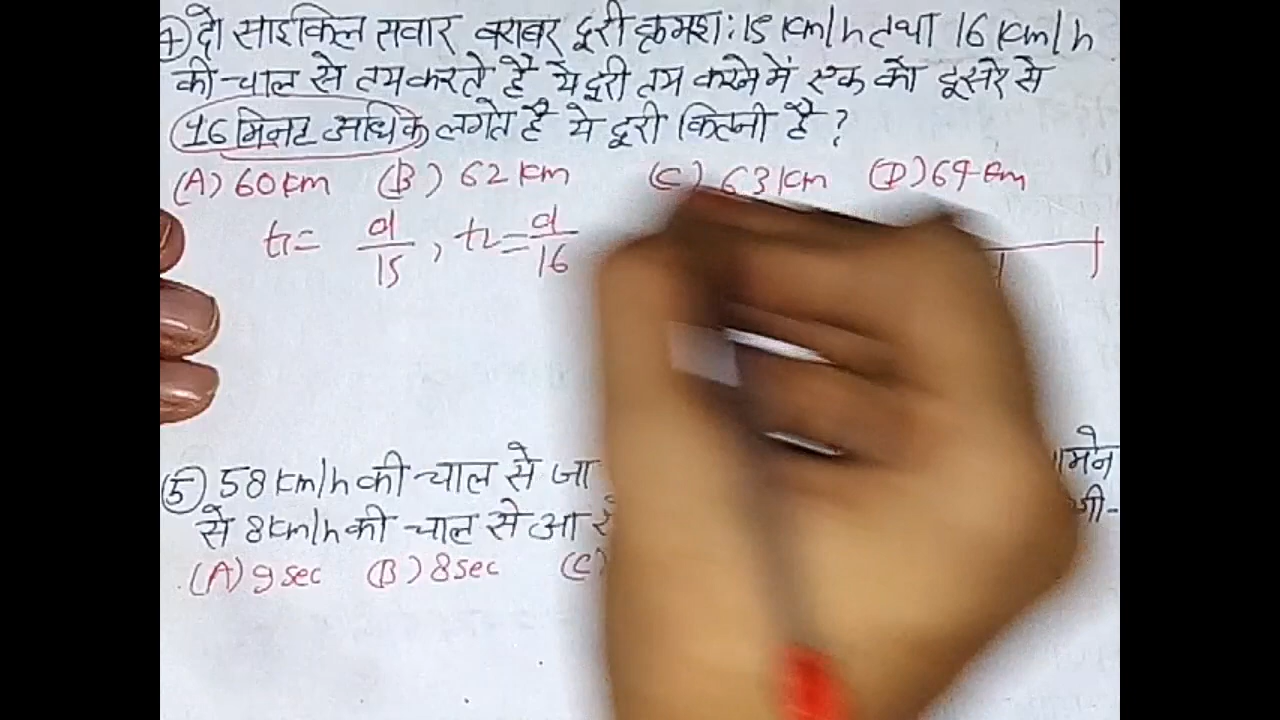 4) दो साइकिल सवार बराबर दूरी क्रमश: 15 km/h तथा 16 km/h
की चाल से तय करते है ये दूरी तय करने में एक को दूसरे से
16 मिनट अधिक लगते है ये दूरी कितनी है ?
(A) 60 km (B) 62 km (C) 63 km (D) 64 km
t1 = d/15 , t2 = d/16
5) 58 km/h की चाल से जा
से 8 km/h की चाल से आ
(A) 9 sec (B) 8 sec (C)